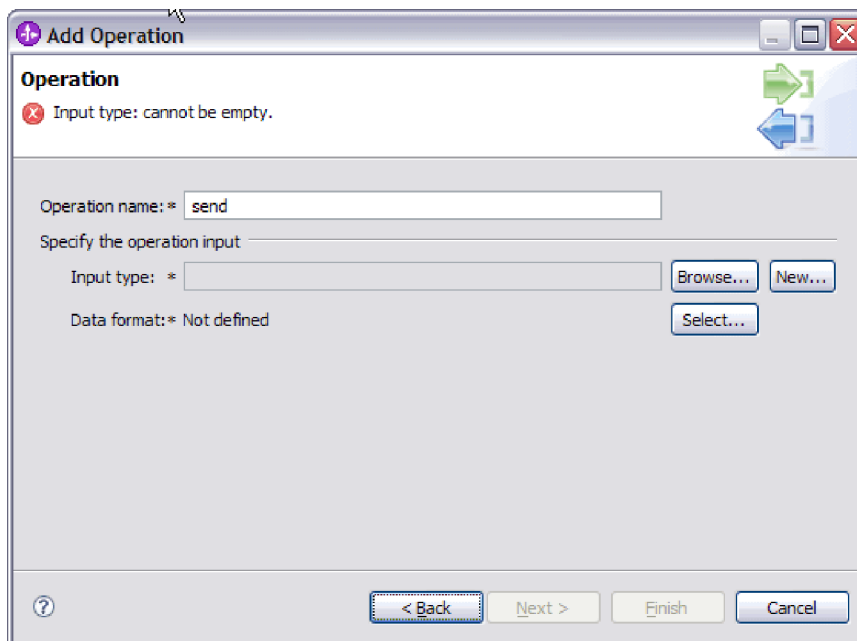 Add Operation
Operation
Input type: cannot be empty.
Operation name:* send
Specify the operation input
Input type: * Browse... New...
Data format:* Not defined Select...
< Back Next > Finish Cancel